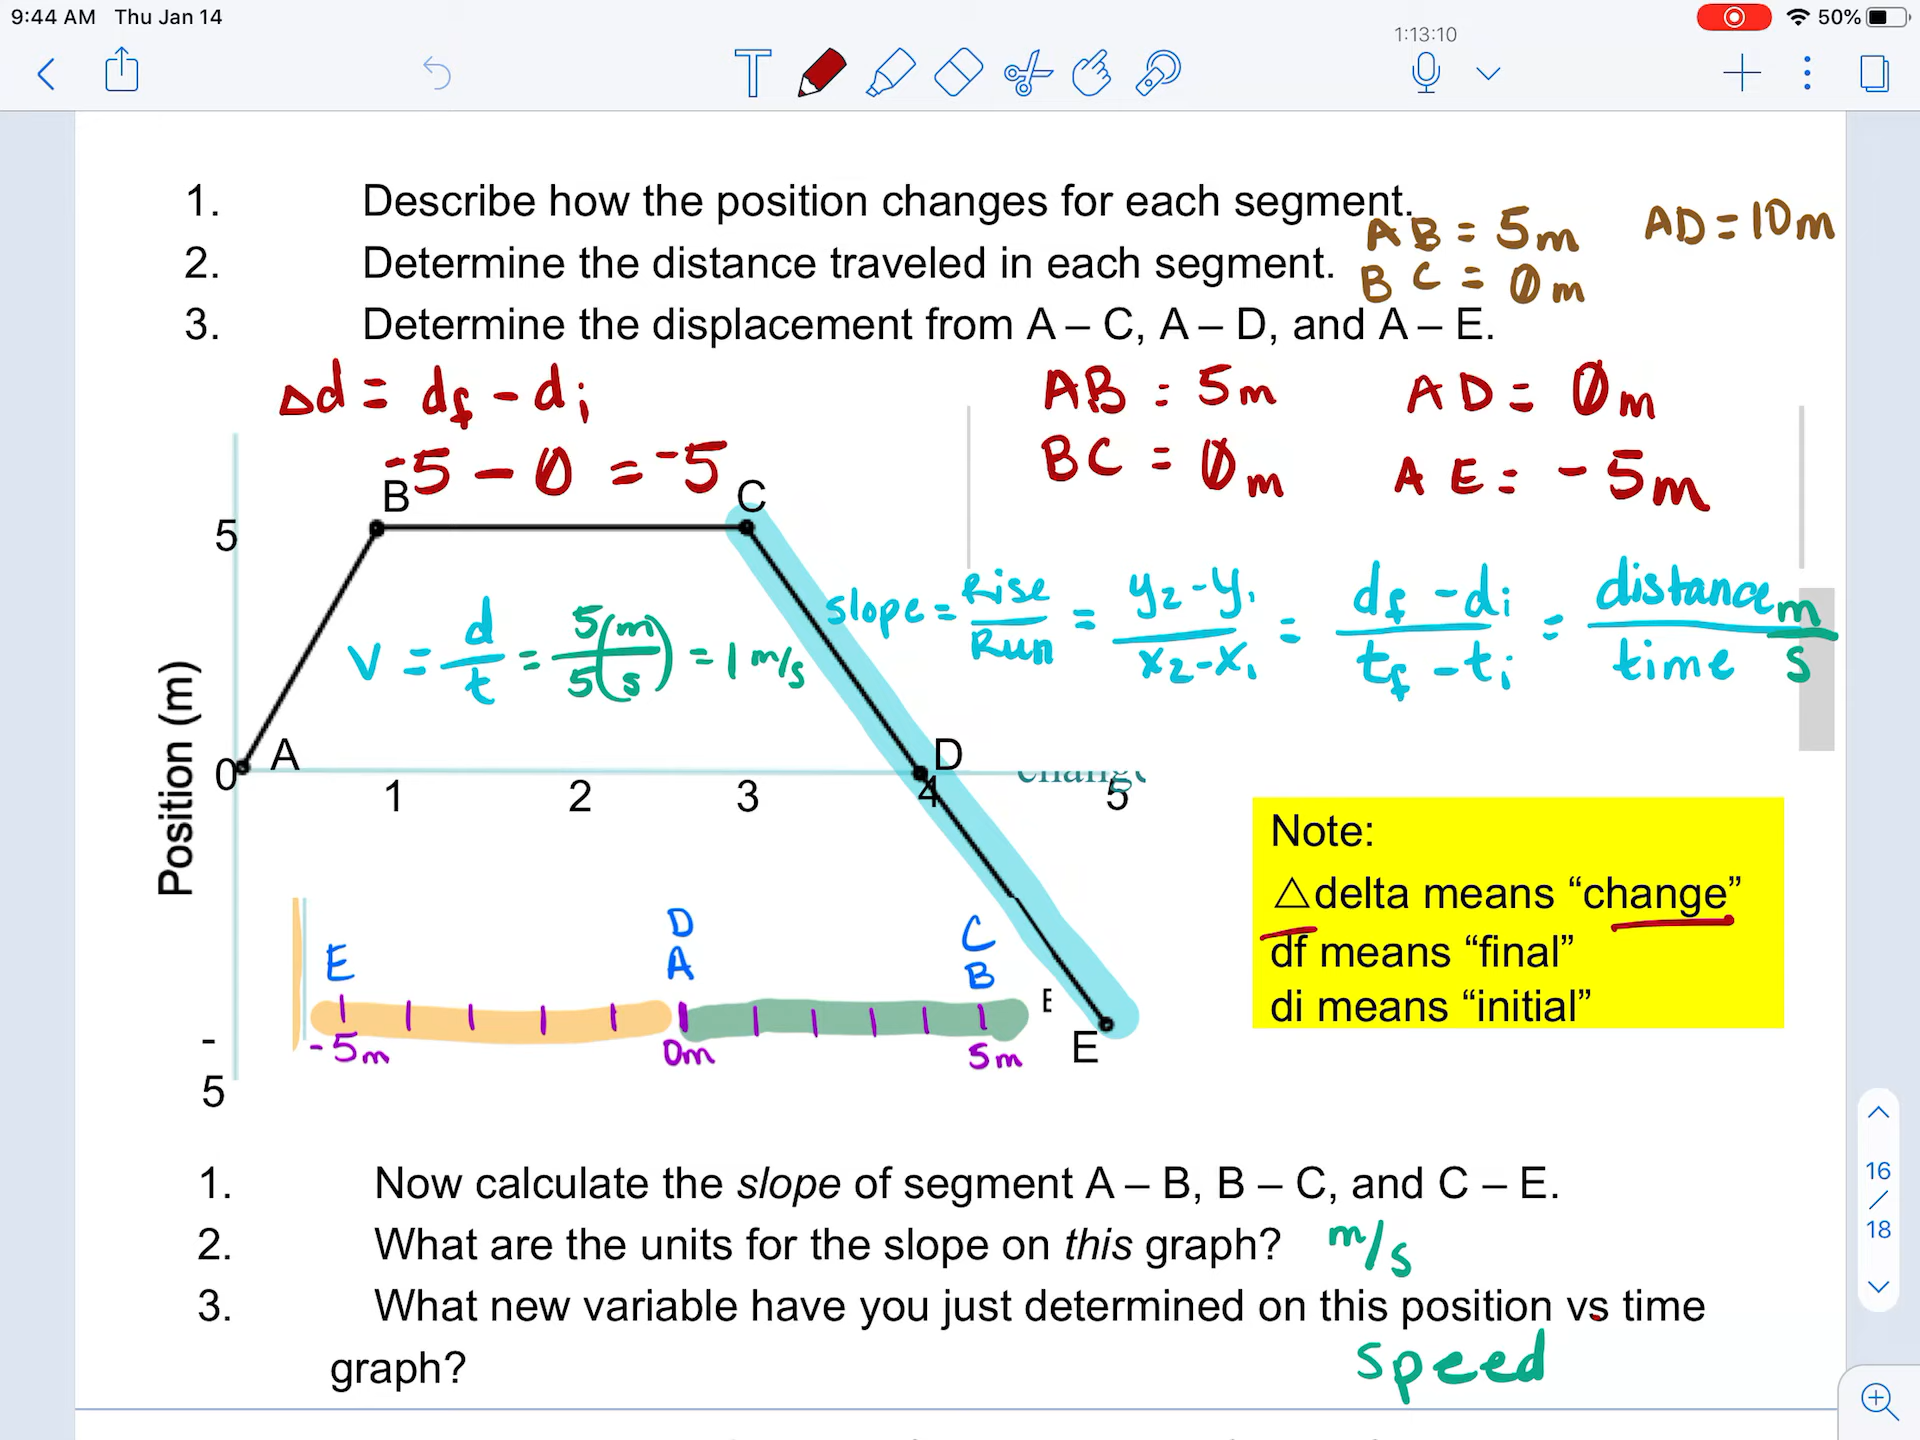 9:44 AM Thu Jan 14
50%
1:13:10
1. Describe how the position changes for each segment.
AB = 5m AD = 10m
2. Determine the distance traveled in each segment.
BC = 0m
3. Determine the displacement from A – C, A – D, and A – E.
Δd = df - di
AB = 5m AD = 0m
-5 - 0 = -5
BC = 0m AE = -5m
B C
5
slope = Rise/Run = y2-y1/x2-x1 = df-di/tf-ti = distance/time m/s
V = d/t = 5(m)/5(s) = 1 m/s
Position (m)
A D
0
1 2 3 4 5
Note:
△delta means “change”
df means “final”
di means “initial”
D C
E A B
E
-5m 0m 5m
E
-
5
1. Now calculate the slope of segment A – B, B – C, and C – E.
2. What are the units for the slope on this graph? m/s
3. What new variable have you just determined on this position vs time
graph? speed
16
/
18